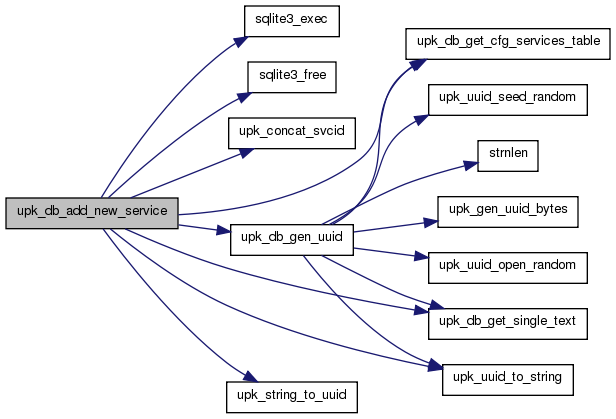 sqlite3_exec
upk_db_get_cfg_services_table
sqlite3_free
upk_uuid_seed_random
upk_concat_svcid
strnlen
upk_db_add_new_service
upk_gen_uuid_bytes
upk_db_gen_uuid
upk_uuid_open_random
upk_db_get_single_text
upk_uuid_to_string
upk_string_to_uuid